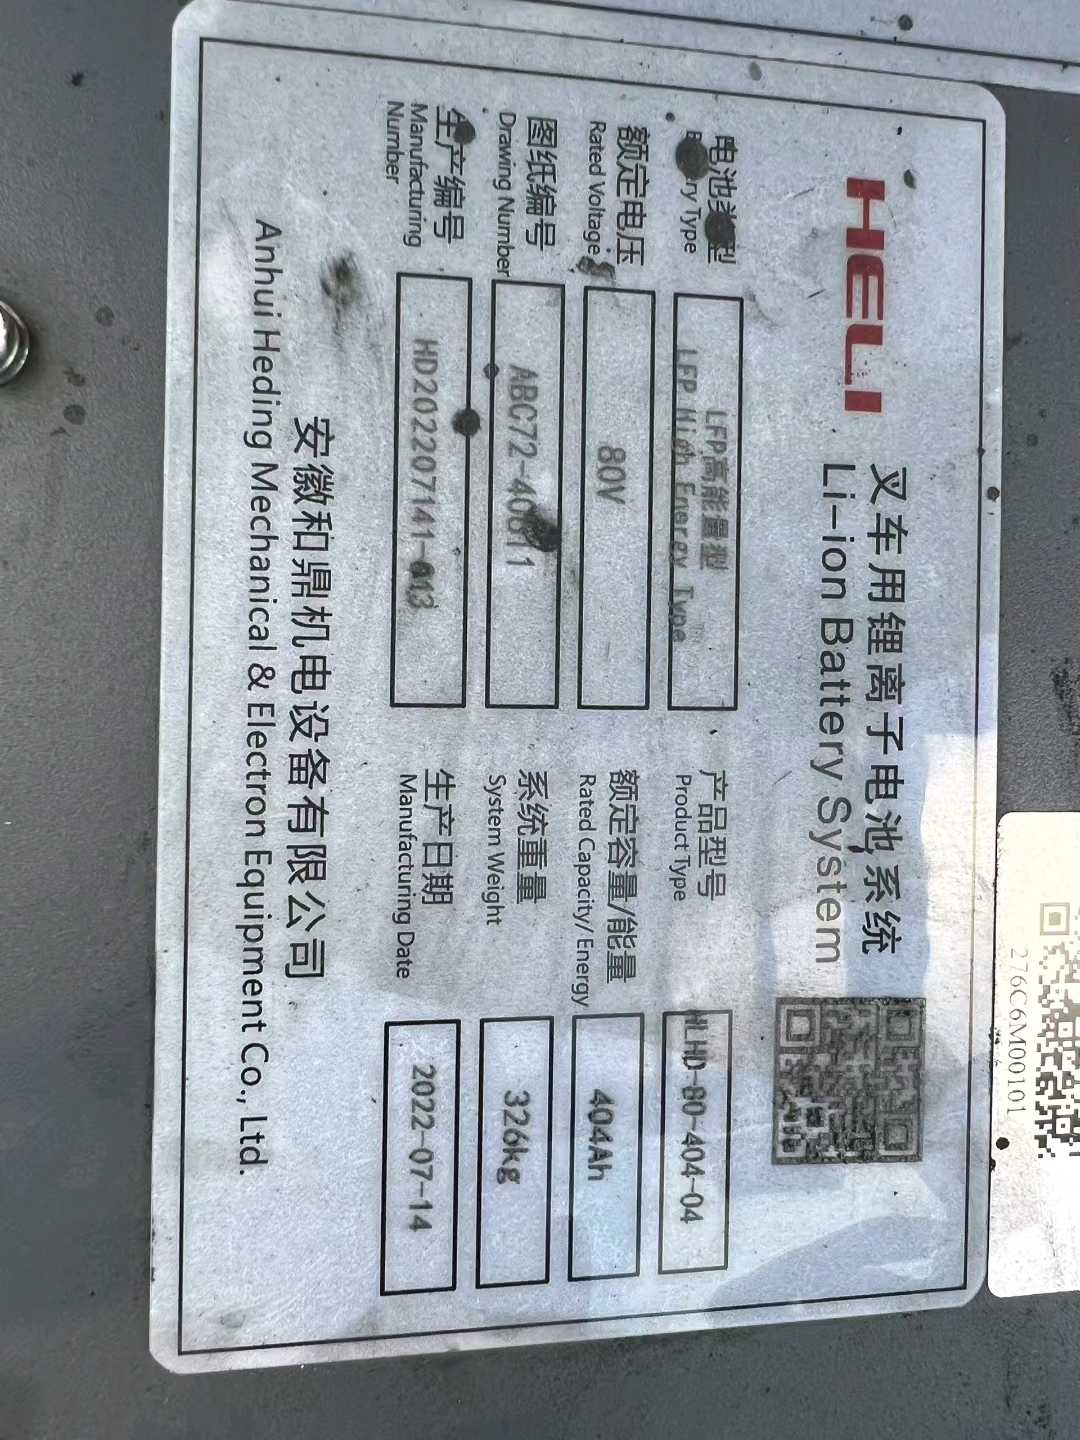 HELI
叉车用锂离子电池系统
Li-ion Battery System
电池类型
Type
LFP高能量型
LFP High Energy Type
产品型号
Product Type
HLHD-80-404-04
额定电压
Rated Voltage
80V
额定容量/能量
Rated Capacity/ Energy
404Ah
图纸编号
Drawing Number
系统重量
System Weight
326kg
生产编号
Manufacturing
Number
HD202207141-013
生产日期
Manufacturing Date
2022-07-14
安徽和鼎机电设备有限公司
Anhui Heding Mechanical & Electron Equipment Co., Ltd.
276C6M00101